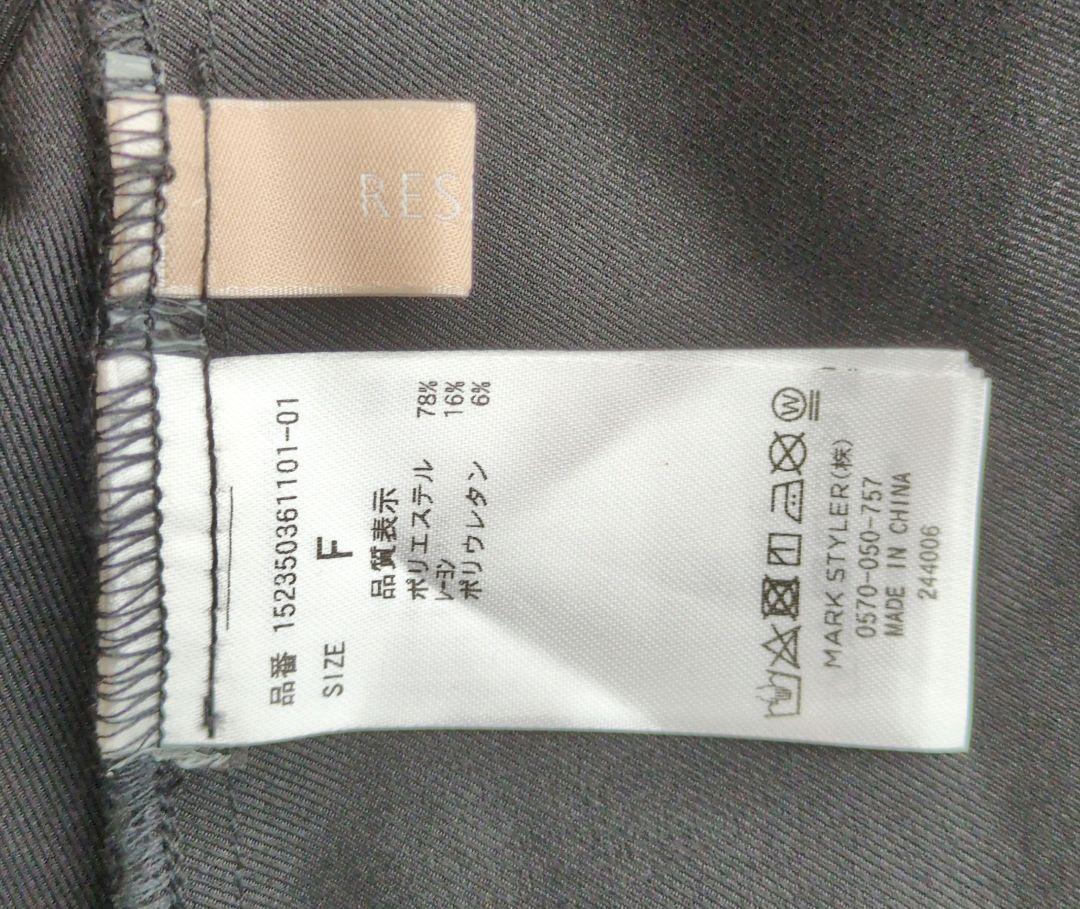 RES
品番 15235036​1101-01
SIZE F
品質表示
ポリエステル 78%
レーヨン 16%
ポリウレタン 6%
MARK STYLER(株)
0570-050-757
MADE IN CHINA
244006